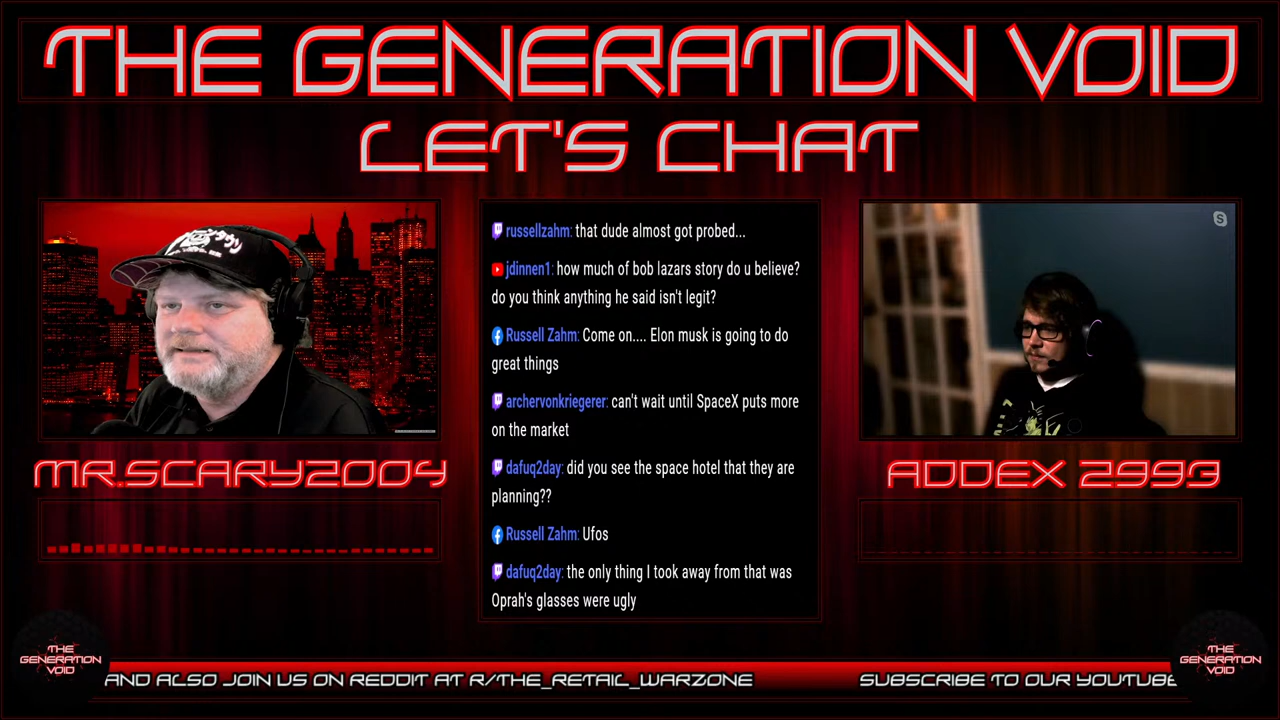 THE GENERATION VOID
LET'S CHAT
russellzahm: that dude almost got probed...
jdinnen1: how much of bob lazars story do u believe?
do you think anything he said isn't legit?
Russell Zahm: Come on.... Elon musk is going to do
great things
archervonkriegerer: can't wait until SpaceX puts more
on the market
dafuq2day: did you see the space hotel that they are
planning??
Russell Zahm: Ufos
dafuq2day: the only thing I took away from that was
Oprah's glasses were ugly
MR.SCARY2004
ADDEX 2993
THE
GENERATION
VOID
AND ALSO JOIN US ON REDDIT AT R/THE_RETAIL_WARZONE
SUBSCRIBE TO OUR YOUTUBE
THE
GENERATION
VOID